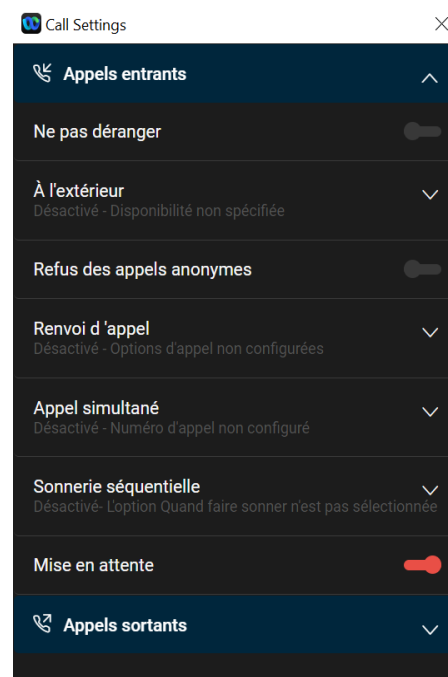 Call Settings
Appels entrants
Ne pas déranger
À l'extérieur
Désactivé - Disponibilité non spécifiée
Refus des appels anonymes
Renvoi d 'appel
Désactivé - Options d'appel non configurées
Appel simultané
Désactivé - Numéro d'appel non configuré
Sonnerie séquentielle
Désactivé- L'option Quand faire sonner n'est pas sélectionnée
Mise en attente
Appels sortants